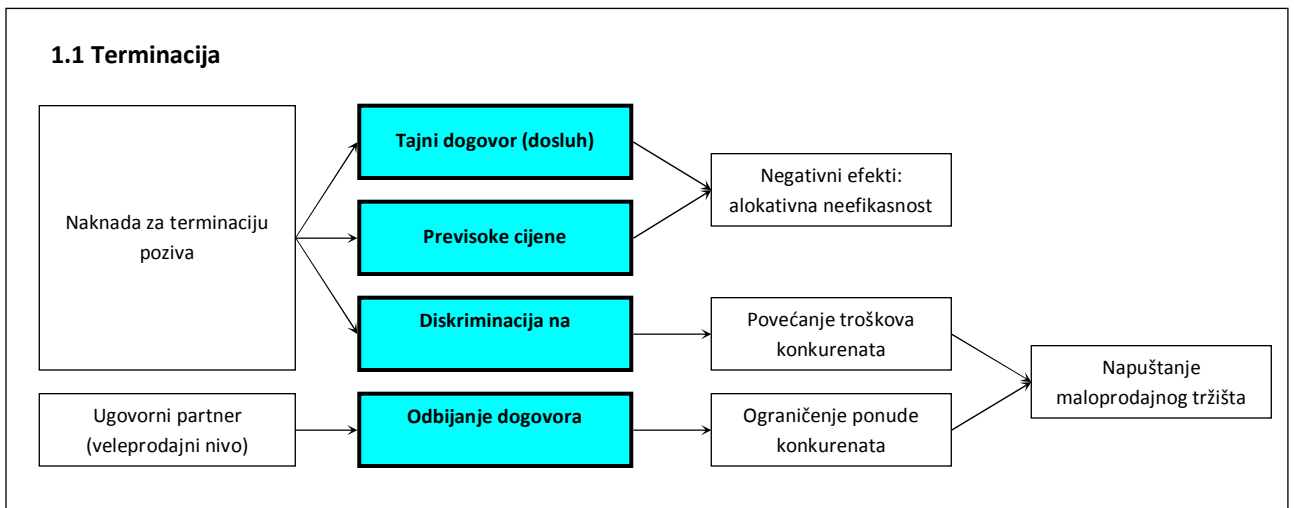 1.1 Terminacija
Naknada za terminaciju
poziva
Tajni dogovor (dosluh)
Previsoke cijene
Negativni efekti:
alokativna neefikasnost
Diskriminacija na
Povećanje troškova
konkurenata
Napuštanje
maloprodajnog tržišta
Ugovorni partner
(veleprodajni nivo)
Odbijanje dogovora
Ograničenje ponude
konkurenata